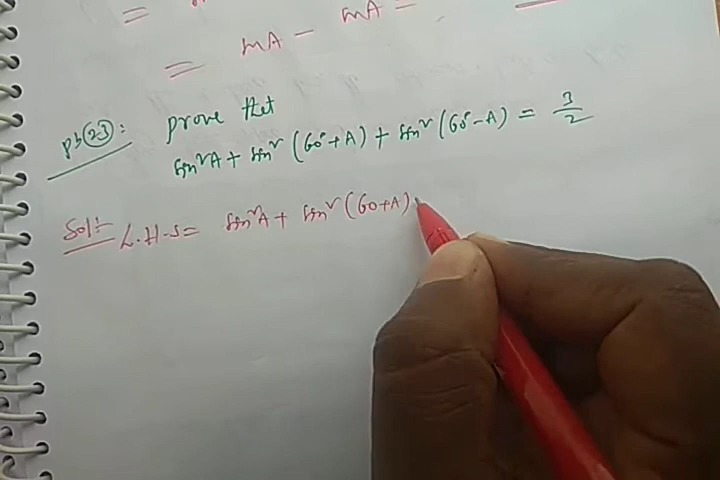 =
= mA - mA =
pb(23): prove that
sin²A + sin²(60°+A) + sin²(60°-A) = 3/2
Sol:- L.H.S = sin²A + sin²(60+A)